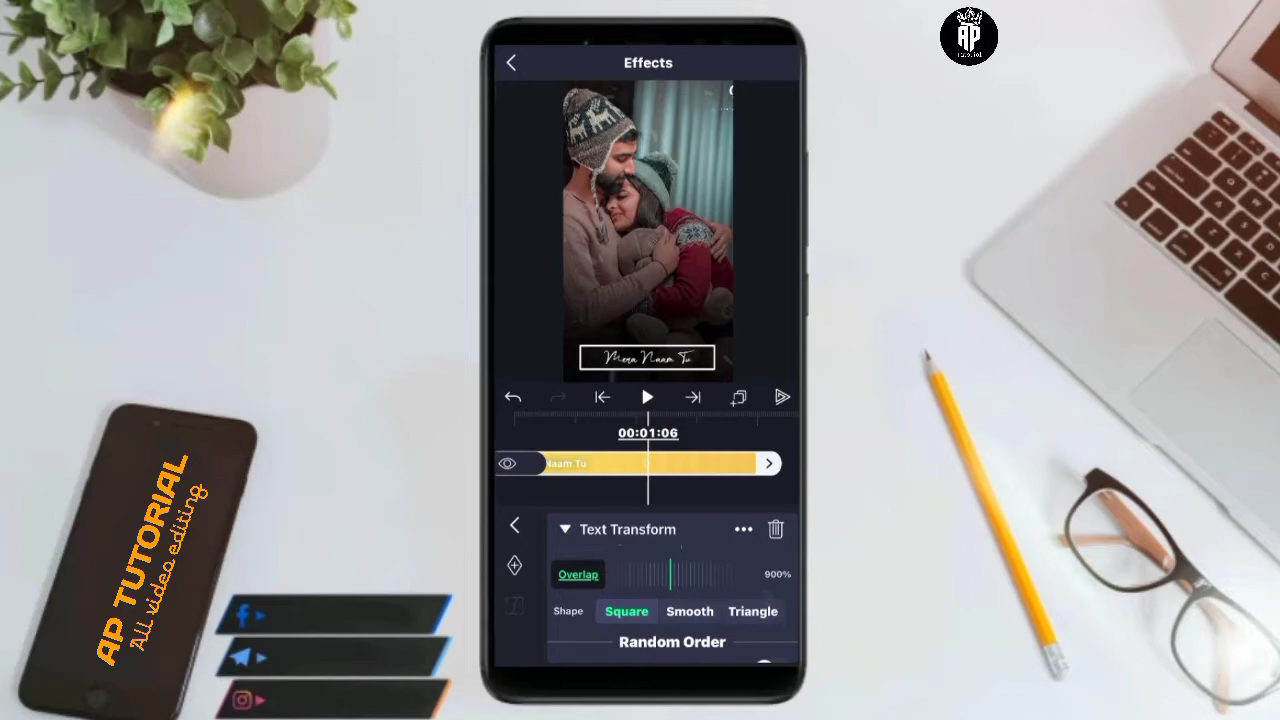 AP
Tutorial
Effects
Mera Naam Tu
00:01:06
Naam Tu
Text Transform
Overlap
900%
Shape
Square
Smooth
Triangle
Random Order
AP TUTORIAL
All video editing